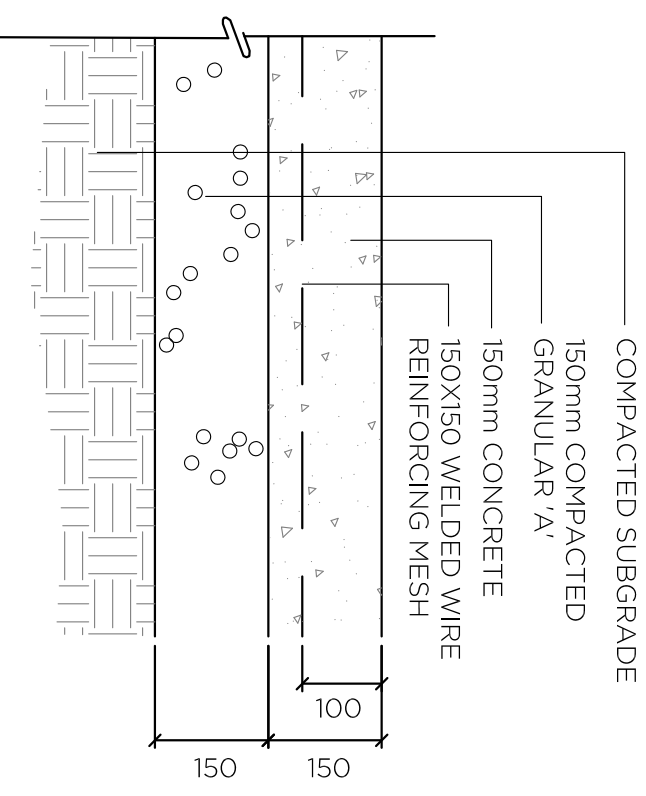 COMPACTED SUBGRADE
150mm COMPACTED
GRANULAR 'A'
150mm CONCRETE
150X150 WELDED WIRE
REINFORCING MESH
100
150
150